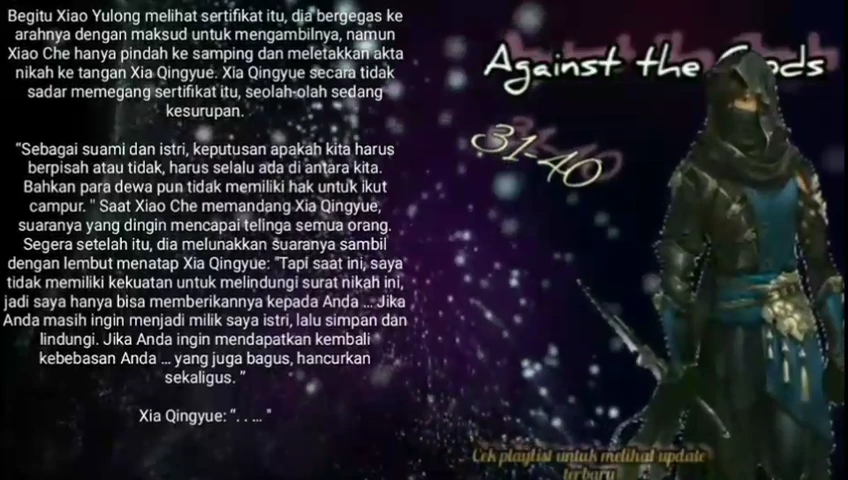 Begitu Xiao Yulong melihat sertifikat itu, dia bergegas ke
arahnya dengan maksud untuk mengambilnya, namun
Xiao Che hanya pindah ke samping dan meletakkan akta
nikah ke tangan Xia Qingyue. Xia Qingyue secara tidak
sadar memegang sertifikat itu, seolah-olah sedang
kesurupan.
“Sebagai suami dan istri, keputusan apakah kita harus
berpisah atau tidak, harus selalu ada di antara kita.
Bahkan para dewa pun tidak memiliki hak untuk ikut
campur. " Saat Xiao Che memandang Xia Qingyue,
suaranya yang dingin mencapai telinga semua orang.
Segera setelah itu, dia melunakkan suaranya sambil
dengan lembut menatap Xia Qingyue: "Tapi saat ini, saya
tidak memiliki kekuatan untuk melindungi surat nikah ini,
jadi saya hanya bisa memberikannya kepada Anda ... Jika
Anda masih ingin menjadi milik saya istri, lalu simpan dan
lindungi. Jika Anda ingin mendapatkan kembali
kebebasan Anda ... yang juga bagus, hancurkan
sekaligus. ”
Xia Qingyue: “. . ... "
Against the Gods
31-40
Cek playlist untuk melihat update
terbaru